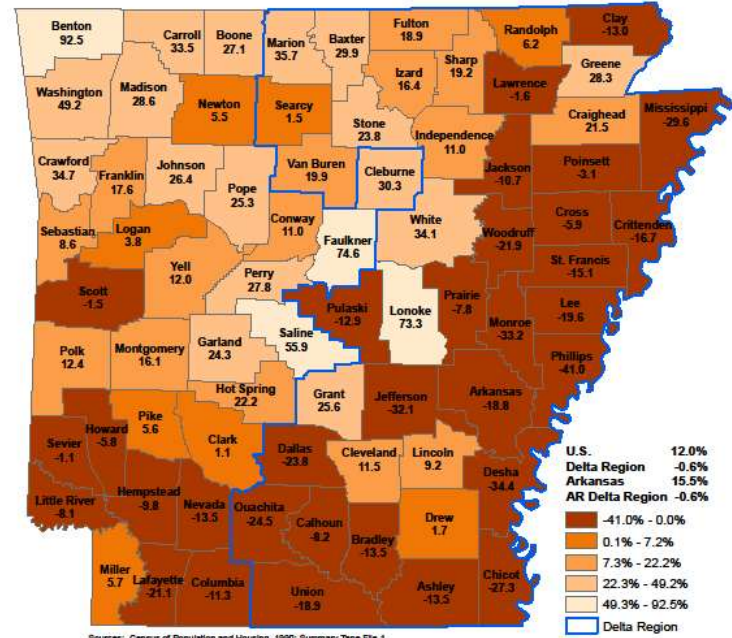 Benton
92.5
Carroll
33.5
Boone
27.1
Marion
35.7
Baxter
29.9
Fulton
18.9
Randolph
6.2
Clay
-13.0
Washington
49.2
Madison
28.6
Newton
5.5
Searcy
1.5
Izard
16.4
Sharp
19.2
Lawrence
-1.6
Greene
28.3
Mississippi
-29.6
Craighead
21.5
Stone
23.8
Independence
11.0
Crawford
34.7
Franklin
17.6
Johnson
26.4
Pope
25.3
Van Buren
19.9
Cleburne
30.3
Jackson
-10.7
Poinsett
-3.1
Sebastian
8.6
Logan
3.8
Conway
11.0
Faulkner
74.6
White
34.1
Woodruff
-21.9
Cross
-5.9
Crittenden
-16.7
Scott
-1.5
Yell
12.0
Perry
27.8
Pulaski
-12.9
Lonoke
73.3
Prairie
-7.8
St. Francis
-15.1
Lee
-19.6
Monroe
-33.2
Phillips
-41.0
Polk
12.4
Montgomery
16.1
Garland
24.3
Saline
55.9
Hot Spring
22.2
Grant
25.6
Jefferson
-32.1
Arkansas
-18.8
Sevier
-1.1
Howard
-5.8
Pike
5.6
Clark
1.1
Dallas
-23.8
Cleveland
11.5
Lincoln
9.2
Desha
-34.4
Little River
-8.1
Hempstead
-9.8
Nevada
-13.5
Ouachita
-24.5
Calhoun
-8.2
Bradley
-13.5
Drew
1.7
Miller
5.7
Lafayette
-21.1
Columbia
-11.3
Union
-18.9
Ashley
-13.5
Chicot
-27.3
U.S. 12.0%
Delta Region -0.6%
Arkansas 15.5%
AR Delta Region -0.6%
-41.0% - 0.0%
0.1% - 7.2%
7.3% - 22.2%
22.3% - 49.2%
49.3% - 92.5%
Delta Region
Sources: Census of Population and Housing, 1990: Summary Tape File 1